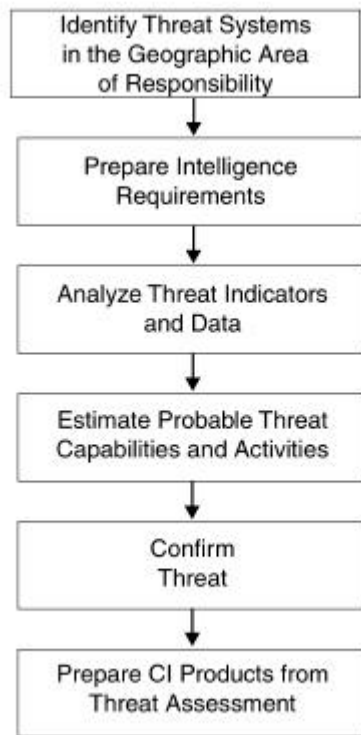 Identify Threat Systems
in the Geographic Area
of Responsibility
Prepare Intelligence
Requirements
Analyze Threat Indicators
and Data
Estimate Probable Threat
Capabilities and Activities
Confirm
Threat
Prepare CI Products from
Threat Assessment